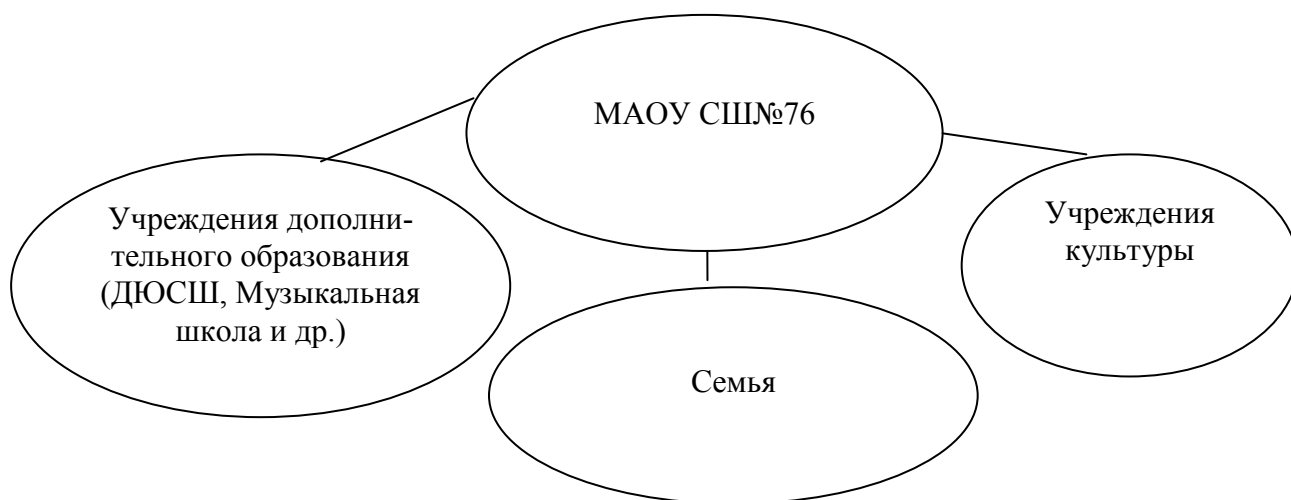 МАОУ СШ№76
Учреждения дополни-
тельного образования
(ДЮСШ, Музыкальная
школа и др.)
Учреждения
культуры
Семья